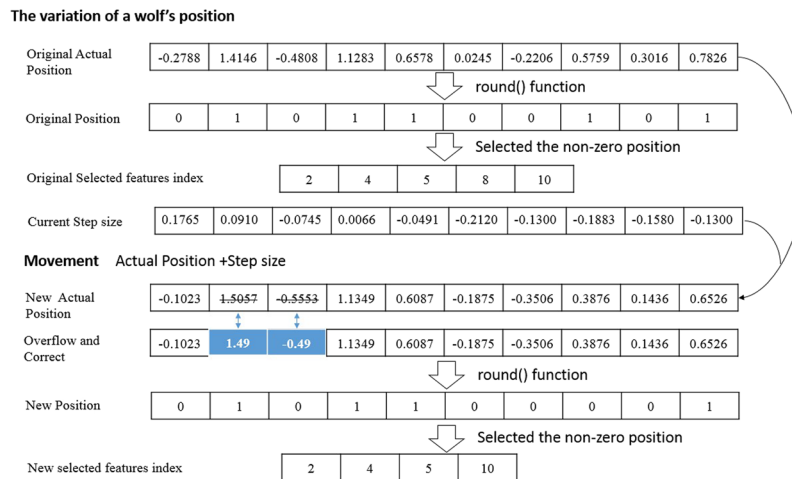 The variation of a wolf's position
Original Actual
Position
-0.2788 1.4146 -0.4808 1.1283 0.6578 0.0245 -0.2206 0.5759 0.3016 0.7826
round() function
Original Position
0 1 0 1 1 0 0 1 0 1
Selected the non-zero position
Original Selected features index
2 4 5 8 10
Current Step size
0.1765 0.0910 -0.0745 0.0066 -0.0491 -0.2120 -0.1300 -0.1883 -0.1580 -0.1300
Movement Actual Position +Step size
New Actual
Position
-0.1023 1.5057 -0.5553 1.1349 0.6087 -0.1875 -0.3506 0.3876 0.1436 0.6526
Overflow and
Correct
-0.1023 1.49 -0.49 1.1349 0.6087 -0.1875 -0.3506 0.3876 0.1436 0.6526
round() function
New Position
0 1 0 1 1 0 0 0 0 1
Selected the non-zero position
New selected features index
2 4 5 10